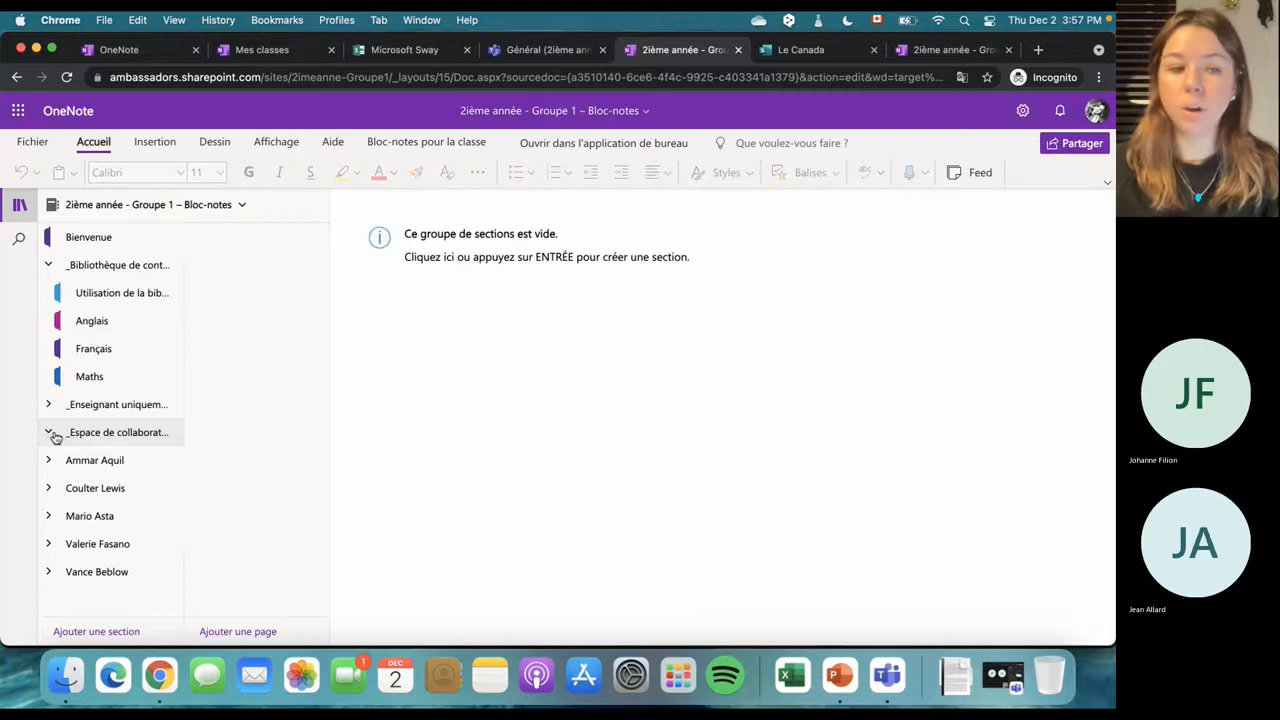 Chrome File Edit View History Bookmarks Profiles Tab Window Help Thu Dec 2 3:57 PM
OneNote Mes classes Microsoft Sway Général (2ième ann 2ième année - Grou Le Canada 2ième année - Grou
ambassadors.sharepoint.com/sites/2imeanne-Groupe1/_layouts/15/Doc.aspx?sourcedoc={a3510140-6ce6-4f4c-9925-c403341a1379}&action=edit&wd=target%... Incognito
OneNote 2ième année - Groupe 1 – Bloc-notes
Fichier Accueil Insertion Dessin Affichage Aide Bloc-notes pour la classe Ouvrir dans l'application de bureau Que voulez-vous faire ? Partager
Calibri 11 G I S A Styles Balises Feed
2ième année - Groupe 1 – Bloc-notes
Bienvenue
_Bibliothèque de cont...
Utilisation de la bib...
Anglais
Français
Maths
_Enseignant uniquem...
_Espace de collaborat...
Ammar Aquil
Coulter Lewis
Mario Asta
Valerie Fasano
Vance Beblow
Ajouter une section Ajouter une page
Ce groupe de sections est vide.
Cliquez ici ou appuyez sur ENTRÉE pour créer une section.
JF
Johanne Filion
JA
Jean Allard
1
DEC
2